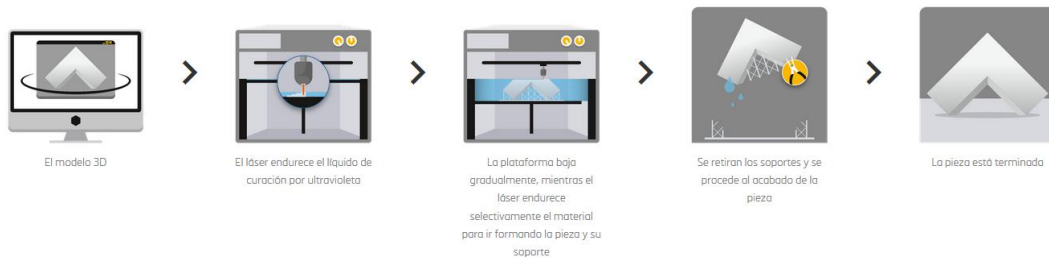 El modelo 3D
El láser endurece el líquido de
curación por ultravioleta
La plataforma baja
gradualmente, mientras el
láser endurece
selectivamente el material
para ir formando la pieza y su
soporte
Se retiran los soportes y se
procede al acabado de la
pieza
La pieza está terminada